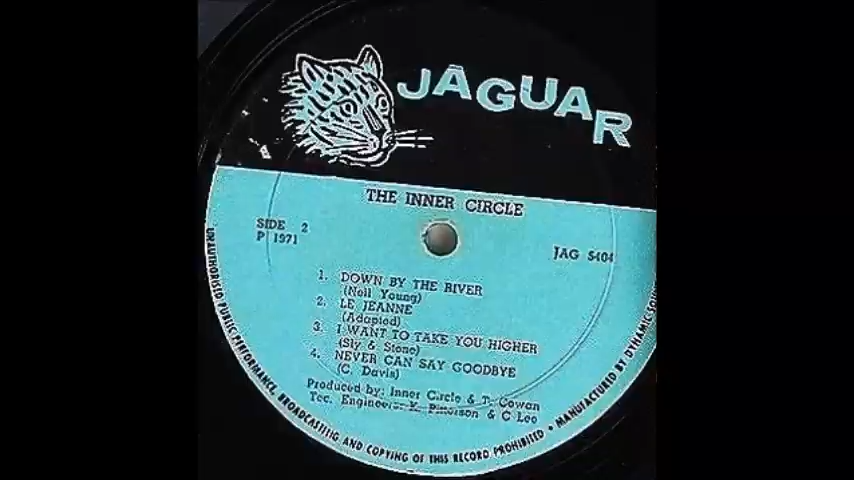 JAGUAR
THE INNER CIRCLE
SIDE 2
P 1971
JAG 5404
1. DOWN BY THE RIVER
(Neil Young)
2. LE JEANNE
(Adapted)
3. I WANT TO TAKE YOU HIGHER
(Sly & Stone)
4. NEVER CAN SAY GOODBYE
(C. Davis)
Produced by: Inner Circle & T. Cowan
Tec. Engineers: K. & C Lee
UNAUTHORISED PUBLIC PERFORMANCE, BROADCASTING AND COPYING OF THIS RECORD PROHIBITED • MANUFACTURED BY DYNAMIC